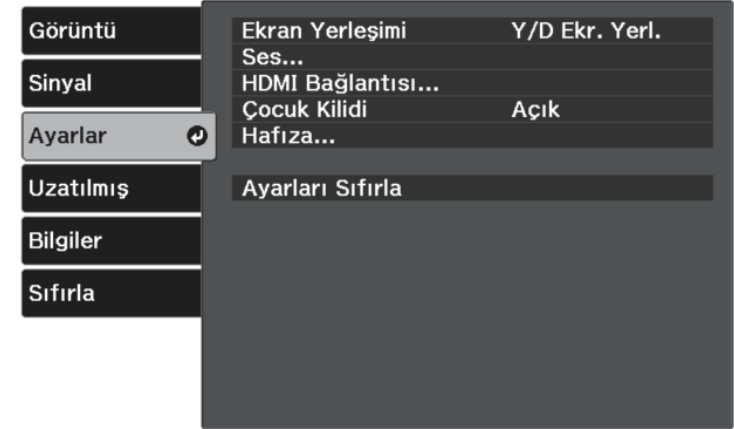 Görüntü
Sinyal
Ayarlar
Uzatılmış
Bilgiler
Sıfırla
Ekran Yerleşimi Y/D Ekr. Yerl.
Ses...
HDMI Bağlantısı...
Çocuk Kilidi Açık
Hafıza...
Ayarları Sıfırla